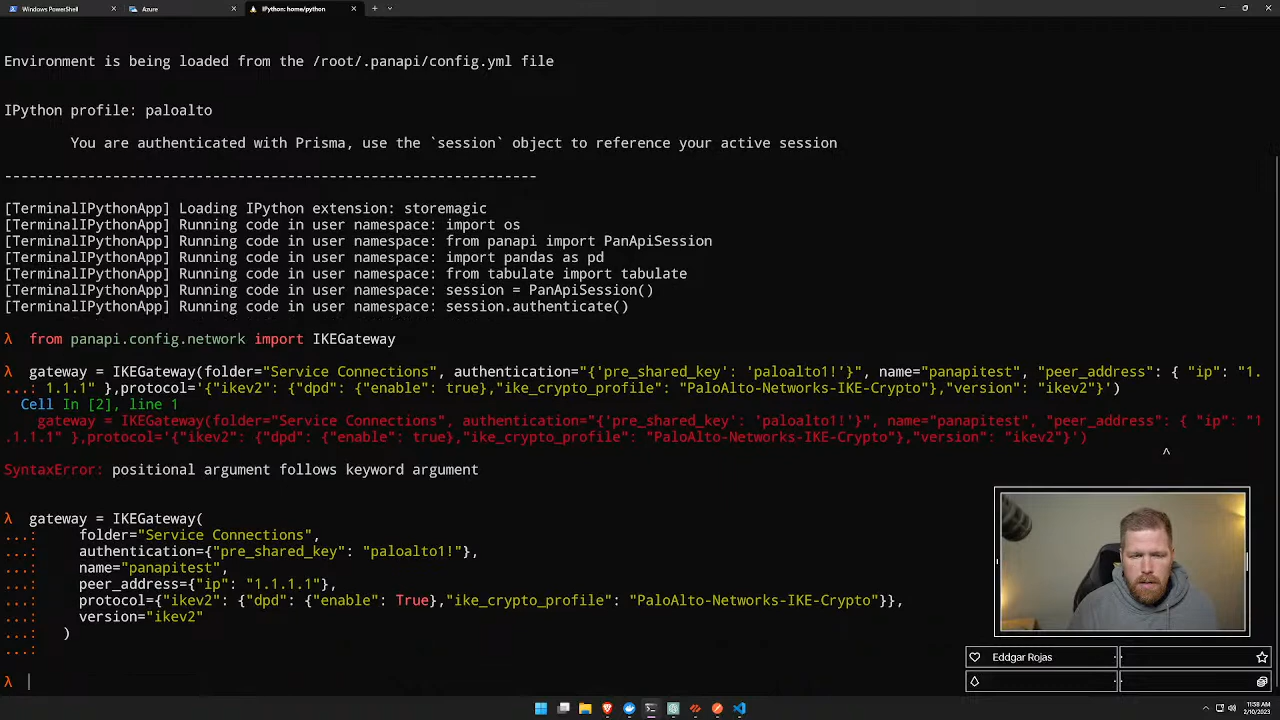 Windows PowerShell
Azure
IPython: home/python
Environment is being loaded from the /root/.panapi/config.yml file
IPython profile: paloalto
You are authenticated with Prisma, use the `session` object to reference your active session
-----------------------------------------------------------------
[TerminalIPythonApp] Loading IPython extension: storemagic
[TerminalIPythonApp] Running code in user namespace: import os
[TerminalIPythonApp] Running code in user namespace: from panapi import PanApiSession
[TerminalIPythonApp] Running code in user namespace: import pandas as pd
[TerminalIPythonApp] Running code in user namespace: from tabulate import tabulate
[TerminalIPythonApp] Running code in user namespace: session = PanApiSession()
[TerminalIPythonApp] Running code in user namespace: session.authenticate()
λ from panapi.config.network import IKEGateway
λ gateway = IKEGateway(folder="Service Connections", authentication="{'pre_shared_key': 'paloalto1!'}", name="panapitest", "peer_address": { "ip": "1.
...: 1.1.1" },protocol='{"ikev2": {"dpd": {"enable": true},"ike_crypto_profile": "PaloAlto-Networks-IKE-Crypto"},"version": "ikev2"}')
Cell In [2], line 1
gateway = IKEGateway(folder="Service Connections", authentication="{'pre_shared_key': 'paloalto1!'}", name="panapitest", "peer_address": { "ip": "1
.1.1.1" },protocol='{"ikev2": {"dpd": {"enable": true},"ike_crypto_profile": "PaloAlto-Networks-IKE-Crypto"},"version": "ikev2"}')
^
SyntaxError: positional argument follows keyword argument
λ gateway = IKEGateway(
...: folder="Service Connections",
...: authentication={"pre_shared_key": "paloalto1!"},
...: name="panapitest",
...: peer_address={"ip": "1.1.1.1"},
...: protocol={"ikev2": {"dpd": {"enable": True},"ike_crypto_profile": "PaloAlto-Networks-IKE-Crypto"}},
...: version="ikev2"
...: )
...:
λ
Eddgar Rojas
11:58 AM
2/10/2023